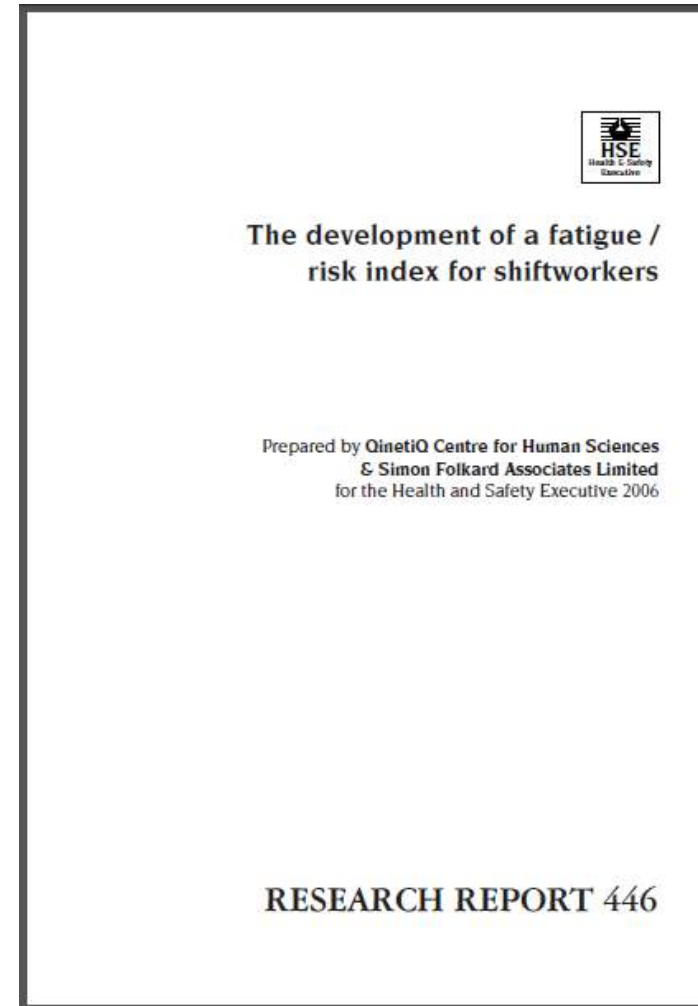 HSE
Health & Safety
Executive
The development of a fatigue /
risk index for shiftworkers
Prepared by QinetiQ Centre for Human Sciences
& Simon Folkard Associates Limited
for the Health and Safety Executive 2006
RESEARCH REPORT 446